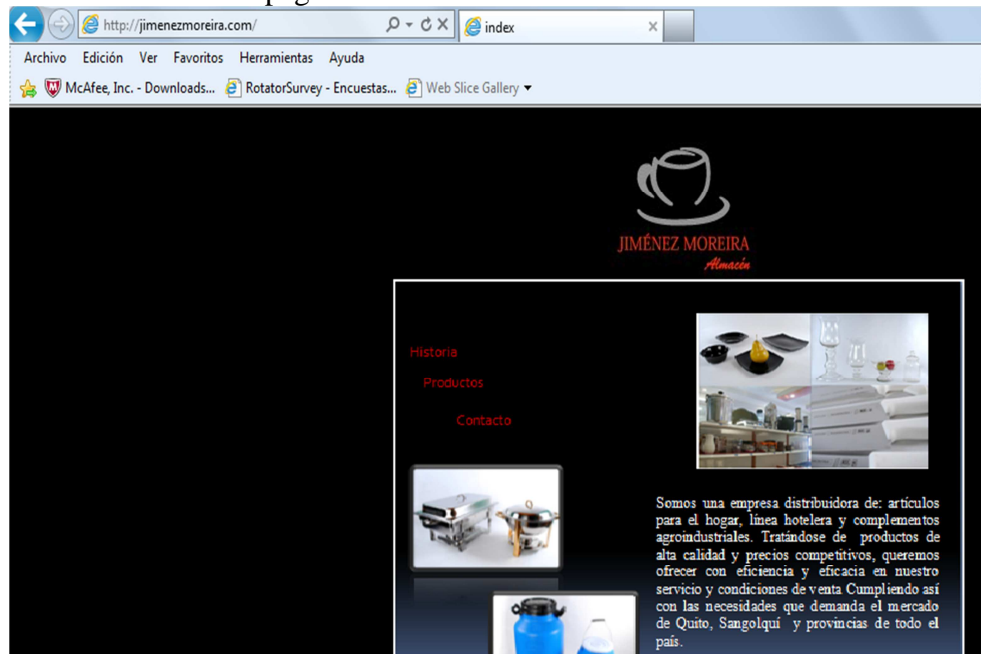 http://jimenezmoreira.com/
index
Archivo Edición Ver Favoritos Herramientas Ayuda
McAfee, Inc. - Downloads... RotatorSurvey - Encuestas... Web Slice Gallery
JIMÉNEZ MOREIRA
Almacén
Historia
Productos
Contacto
Somos una empresa distribuidora de: artículos
para el hogar, línea hotelera y complementos
agroindustriales. Tratándose de productos de
alta calidad y precios competitivos, queremos
ofrecer con eficiencia y eficacia en nuestro
servicio y condiciones de venta. Cumpliendo así
con las necesidades que demanda el mercado
de Quito, Sangolquí y provincias de todo el
país.